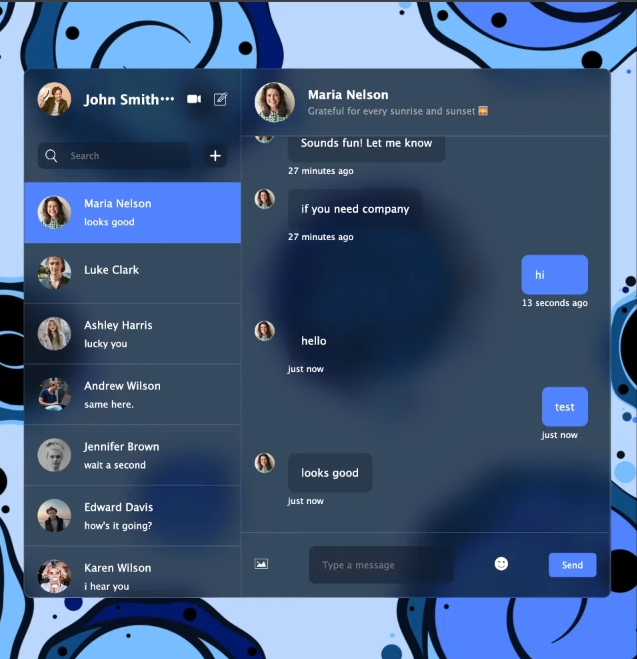 John Smith···
Search
Maria Nelson
looks good
Luke Clark
Ashley Harris
lucky you
Andrew Wilson
same here.
Jennifer Brown
wait a second
Edward Davis
how's it going?
Karen Wilson
i hear you
Maria Nelson
Grateful for every sunrise and sunset 🌅
Sounds fun! Let me know
27 minutes ago
if you need company
27 minutes ago
hi
13 seconds ago
hello
just now
test
just now
looks good
just now
Type a message
Send